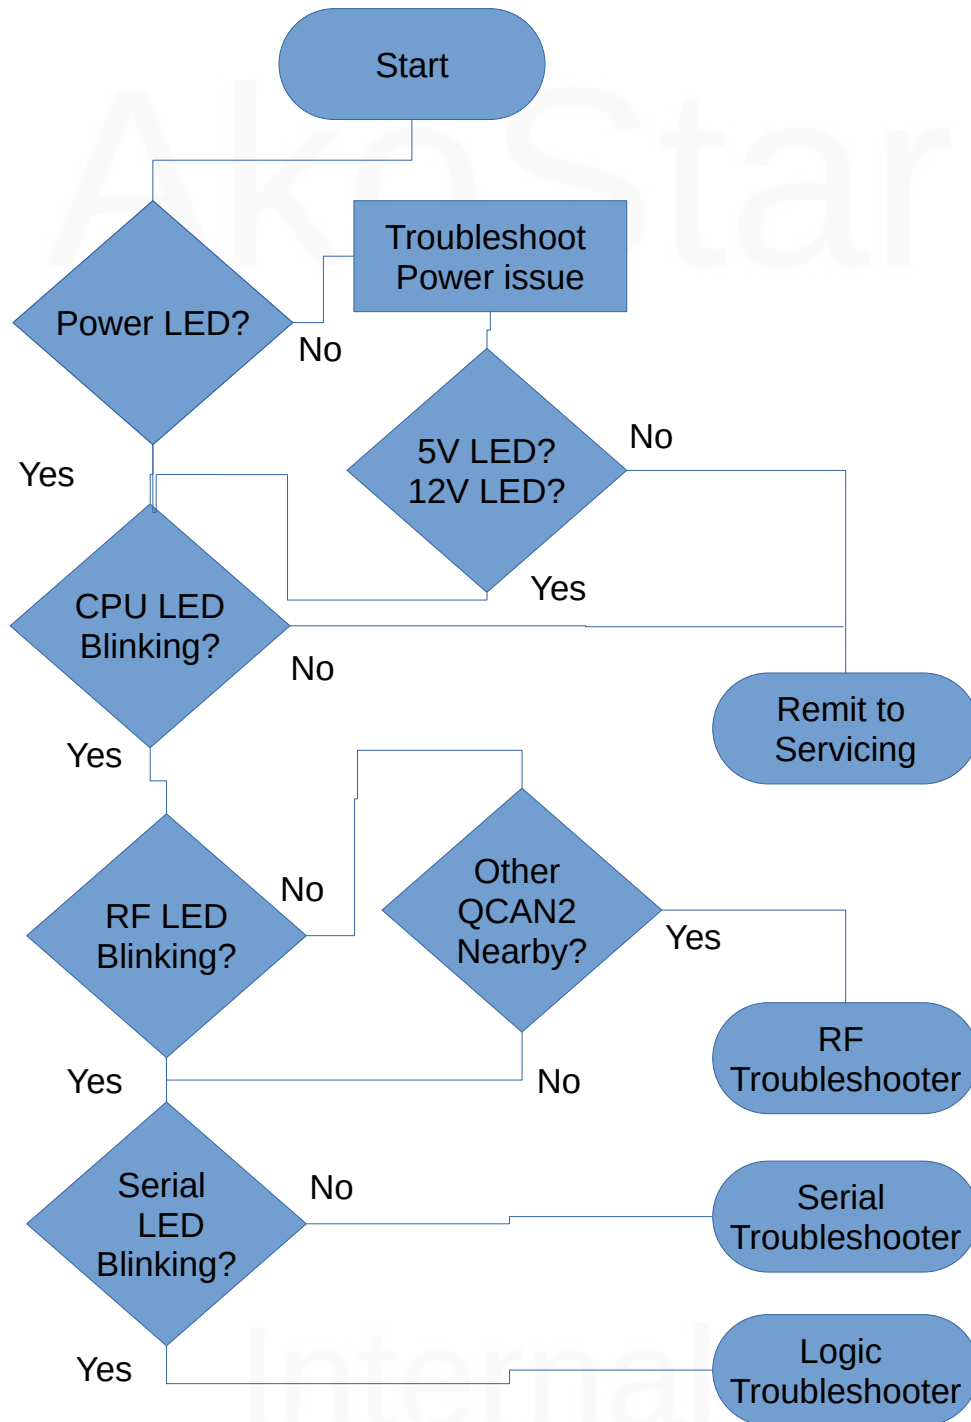 AkoStar
Start
Troubleshoot
Power issue
Power LED?
No
5V LED?
12V LED?
No
Yes
Yes
CPU LED
Blinking?
No
Remit to
Servicing
Yes
Other
QCAN2
Nearby?
No
RF LED
Blinking?
Yes
RF
Troubleshooter
Yes
No
Serial
LED
Blinking?
No
Serial
Troubleshooter
Yes
Logic
Troubleshooter
Internal